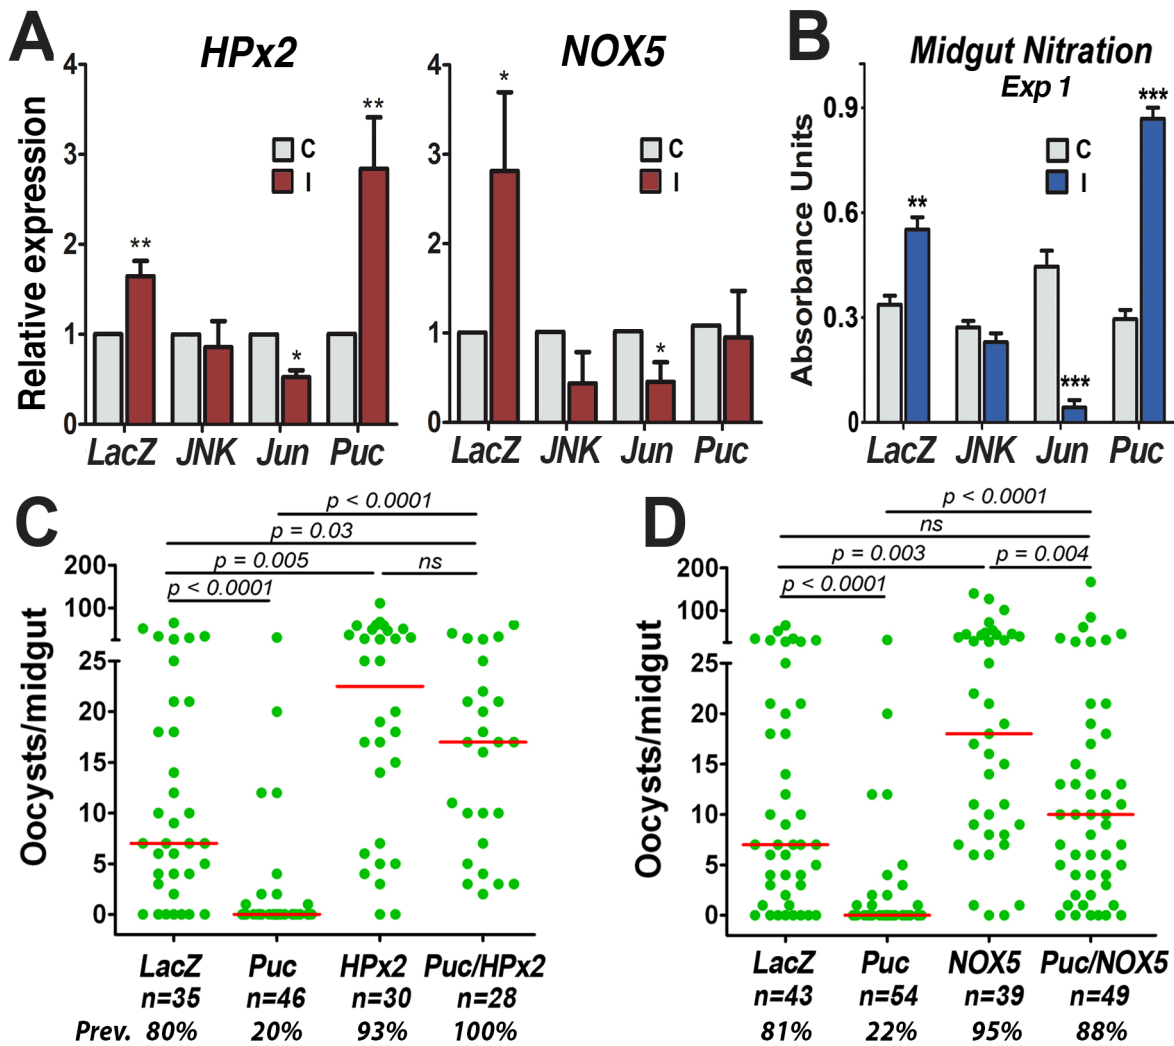 A
HPx2
NOX5
Relative expression
4
3
2
1
0
C
I
**
*
**
LacZ JNK Jun Puc
4
3
2
1
0
C
I
*
*
LacZ JNK Jun Puc
B
Midgut Nitration
Exp 1
Absorbance Units
0.9
0.6
0.3
0
C
I
**
***
***
LacZ JNK Jun Puc
C
p < 0.0001
p = 0.03
p = 0.005
ns
p < 0.0001
Oocysts/midgut
200
100
25
20
15
10
5
0
LacZ Puc HPx2 Puc/HPx2
n=35 n=46 n=30 n=28
Prev. 80% 20% 93% 100%
D
p < 0.0001
ns
p = 0.003
p = 0.004
p < 0.0001
Oocysts/midgut
200
100
25
20
15
10
5
0
LacZ Puc NOX5 Puc/NOX5
n=43 n=54 n=39 n=49
81% 22% 95% 88%